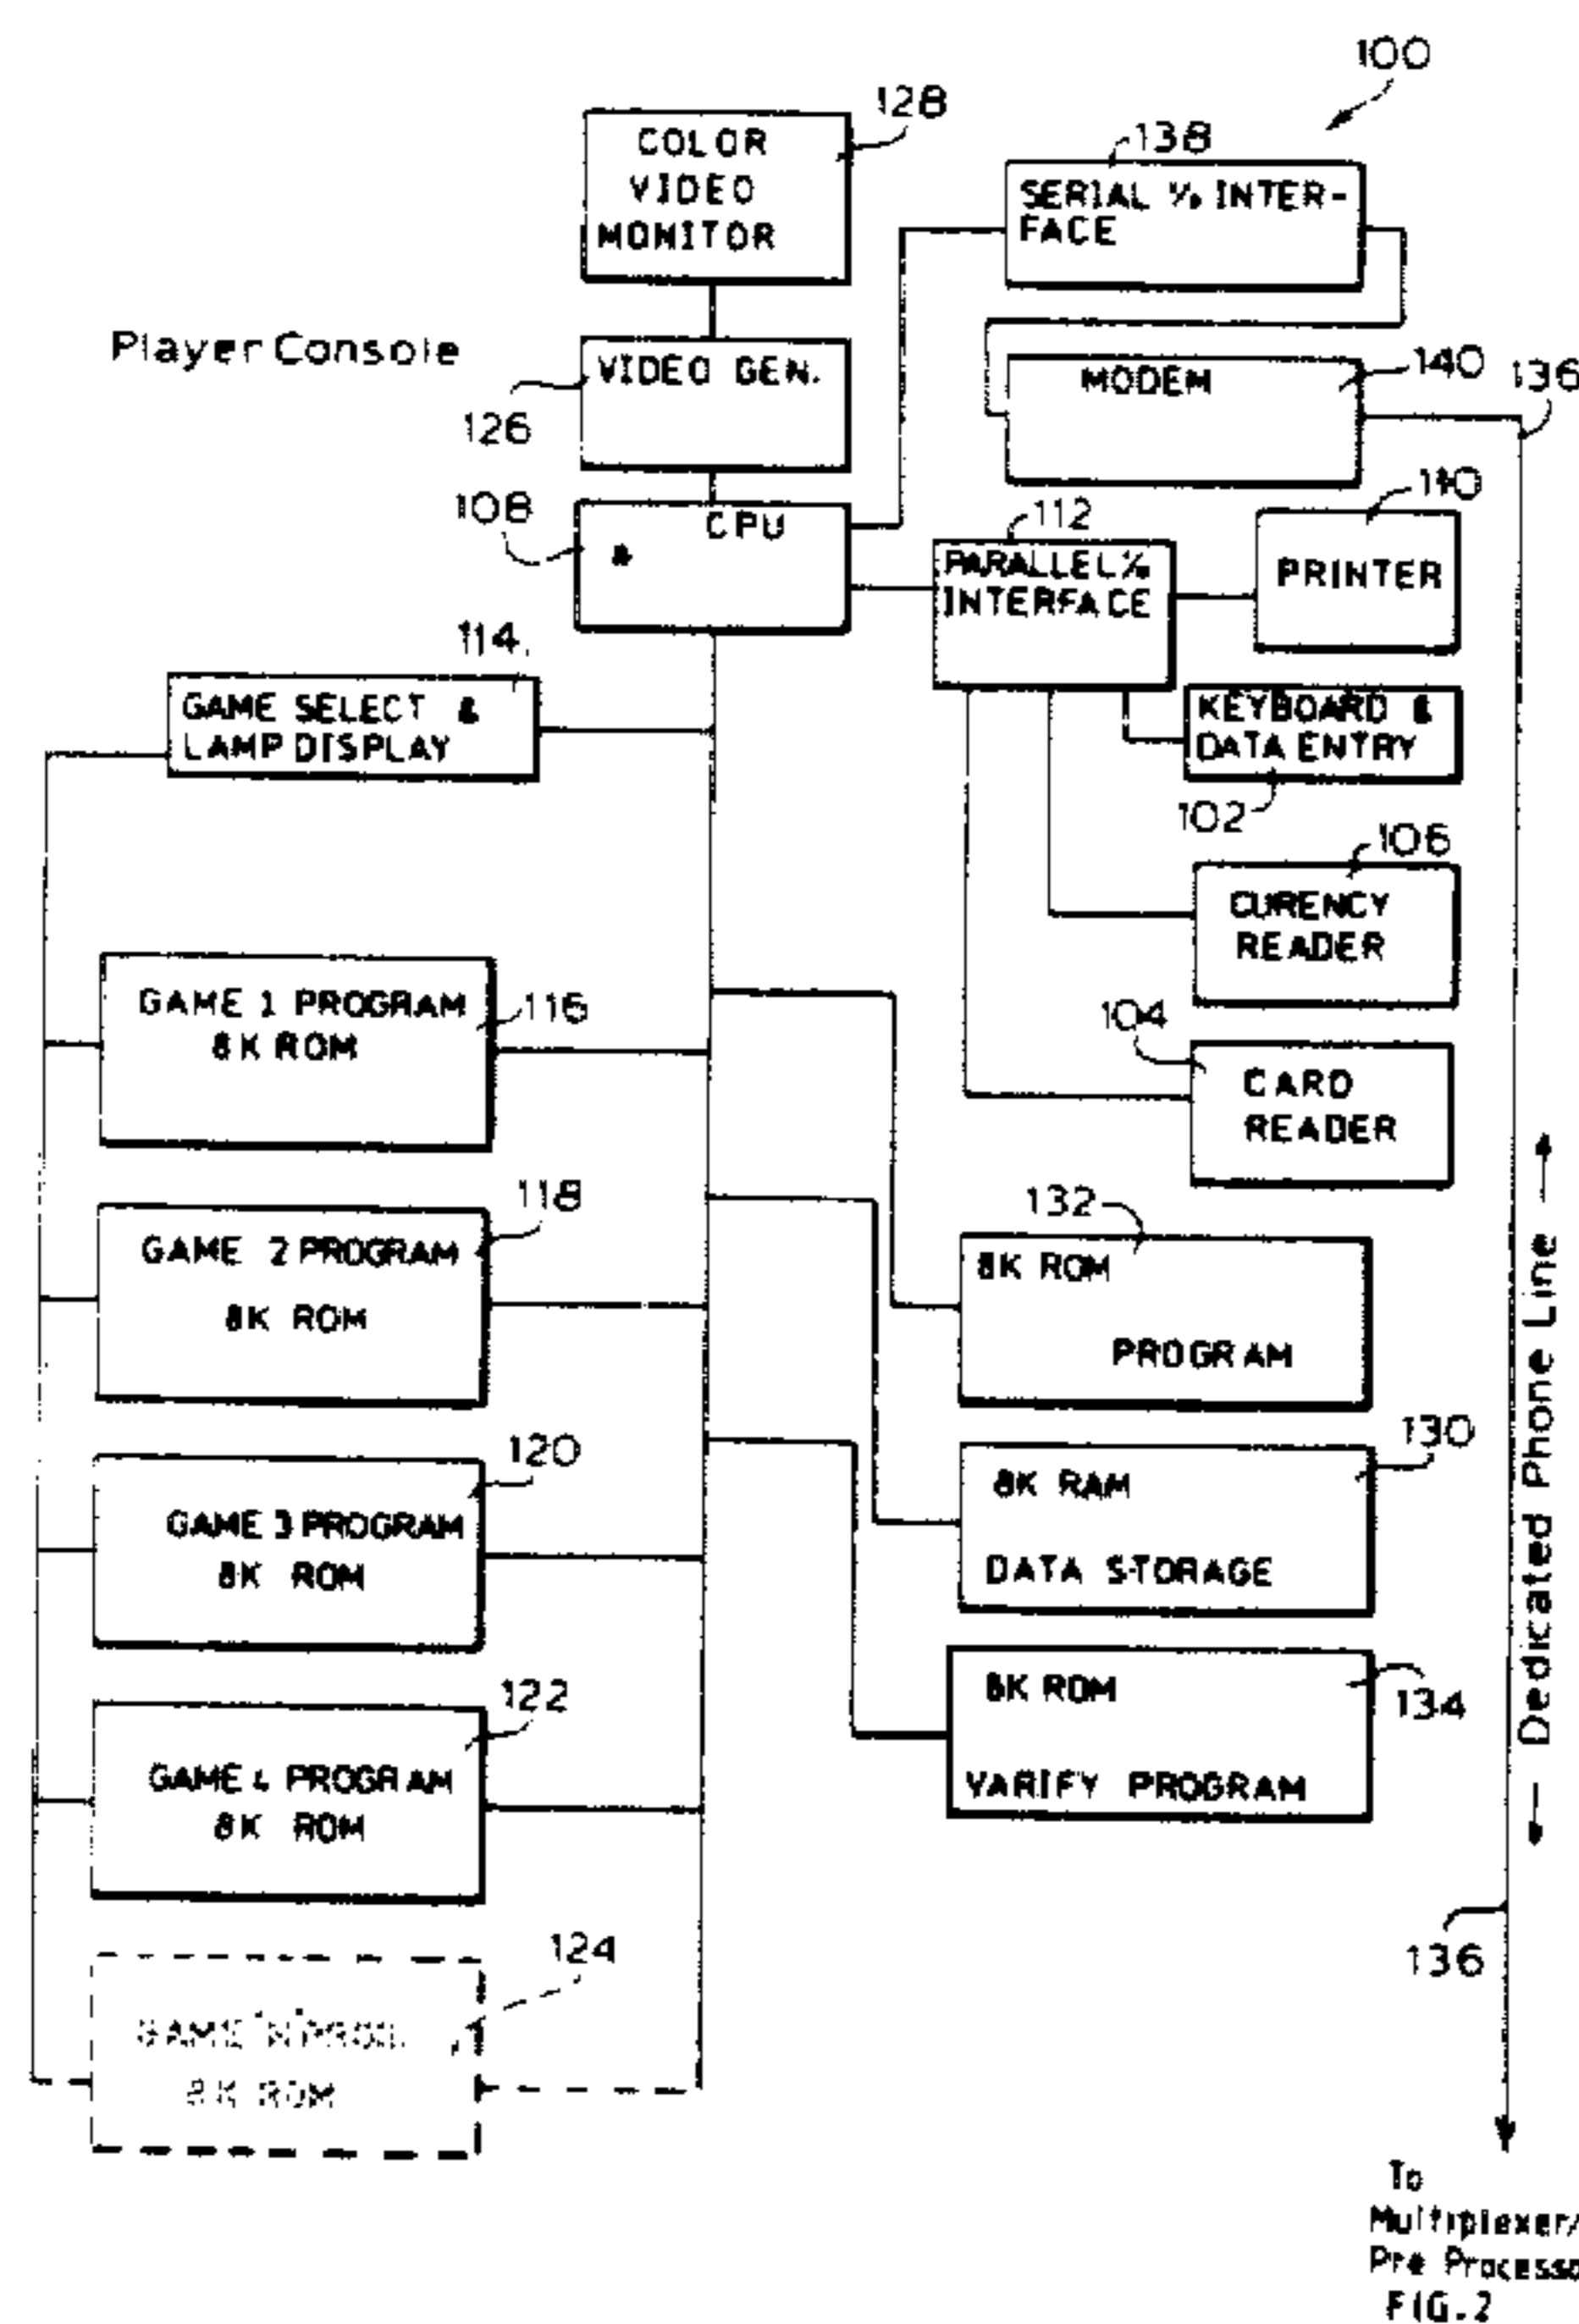 100
128
COLOR
VIDEO
MONITOR
138
SERIAL I/O INTER-
FACE
Player Console
VIDEO GEN.
126
MODEM
140
136
108
CPU
112
PARALLEL I/O
INTERFACE
110
PRINTER
114
GAME SELECT &
LAMP DISPLAY
KEYBOARD &
DATA ENTRY
102
106
CURENCY
READER
GAME 1 PROGRAM
8K ROM
116
104
CARD
READER
118
GAME 2 PROGRAM
8K ROM
132
8K ROM
PROGRAM
120
GAME 3 PROGRAM
8K ROM
130
8K RAM
DATA STORAGE
122
GAME 4 PROGRAM
8K ROM
8K ROM
134
VARIFY PROGRAM
Dedicated Phone Line
124
GAME
8K ROM
136
To
Multiplexer/
Pre Processo
FIG. 2